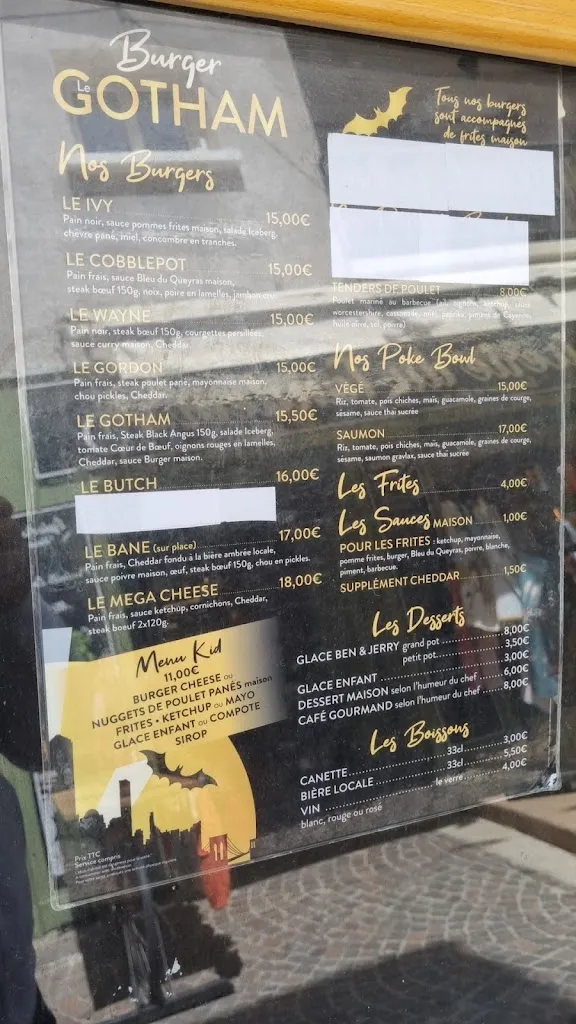 Burger
Le
GOTHAM
Nos Burgers
LE IVY 15,00€
Pain noir, sauce pommes frites maison, salade Iceberg,
chèvre pané, miel, concombre en tranches.
LE COBBLEPOT 15,00€
Pain frais, sauce Bleu du Queyras maison,
steak bœuf 150g, noix, poire en lamelles, jambon cru.
LE WAYNE 15,00€
Pain noir, steak bœuf 150g, courgettes persillées,
sauce curry maison, Cheddar.
LE GORDON 15,00€
Pain frais, steak poulet pané, mayonnaise maison,
chou pickles, Cheddar.
LE GOTHAM 15,50€
Pain frais, Steak Black Angus 150g, salade Iceberg,
tomate Cœur de Bœuf, oignons rouges en lamelles,
Cheddar, sauce Burger maison.
LE BUTCH 16,00€
LE BANE (sur place) 17,00€
Pain frais, Cheddar fondu à la bière ambrée locale,
sauce poivre maison, œuf, steak bœuf 150g, chou en pickles.
LE MEGA CHEESE 18,00€
Pain frais, sauce ketchup, cornichons, Cheddar,
steak boeuf 2x120g.
Menu Kid
11,00€
BURGER CHEESE ou
NUGGETS DE POULET PANÉS maison
FRITES • KETCHUP ou MAYO
GLACE ENFANT ou COMPOTE
SIROP
Prix TTC
Service compris
Tous nos burgers
sont accompagnés
de frites maison
TENDERS DE POULET 8,00€
Poulet mariné au barbecue
huile d'olive, sel, poivre)
Nos Poke Bowl
VÉGÉ 15,00€
Riz, tomate, pois chiches, maïs, guacamole, graines de courge,
sésame, sauce thaï sucrée
SAUMON 17,00€
Riz, tomate, pois chiches, maïs, guacamole, graines de courge,
sésame, saumon gravlax, sauce thaï sucrée
Les Frites 4,00€
Les Sauces MAISON 1,00€
POUR LES FRITES : ketchup, mayonnaise,
pomme frites, burger, Bleu du Queyras, poivre, blanche,
piment, barbecue.
SUPPLÉMENT CHEDDAR 1,50€
Les Desserts
GLACE BEN & JERRY grand pot 8,00€
petit pot 3,50€
GLACE ENFANT 3,00€
DESSERT MAISON selon l'humeur du chef 6,00€
CAFÉ GOURMAND selon l'humeur du chef 8,00€
Les Boissons
CANETTE 33cl 3,00€
BIÈRE LOCALE 33cl 5,50€
VIN le verre 4,00€
blanc, rouge ou rosé